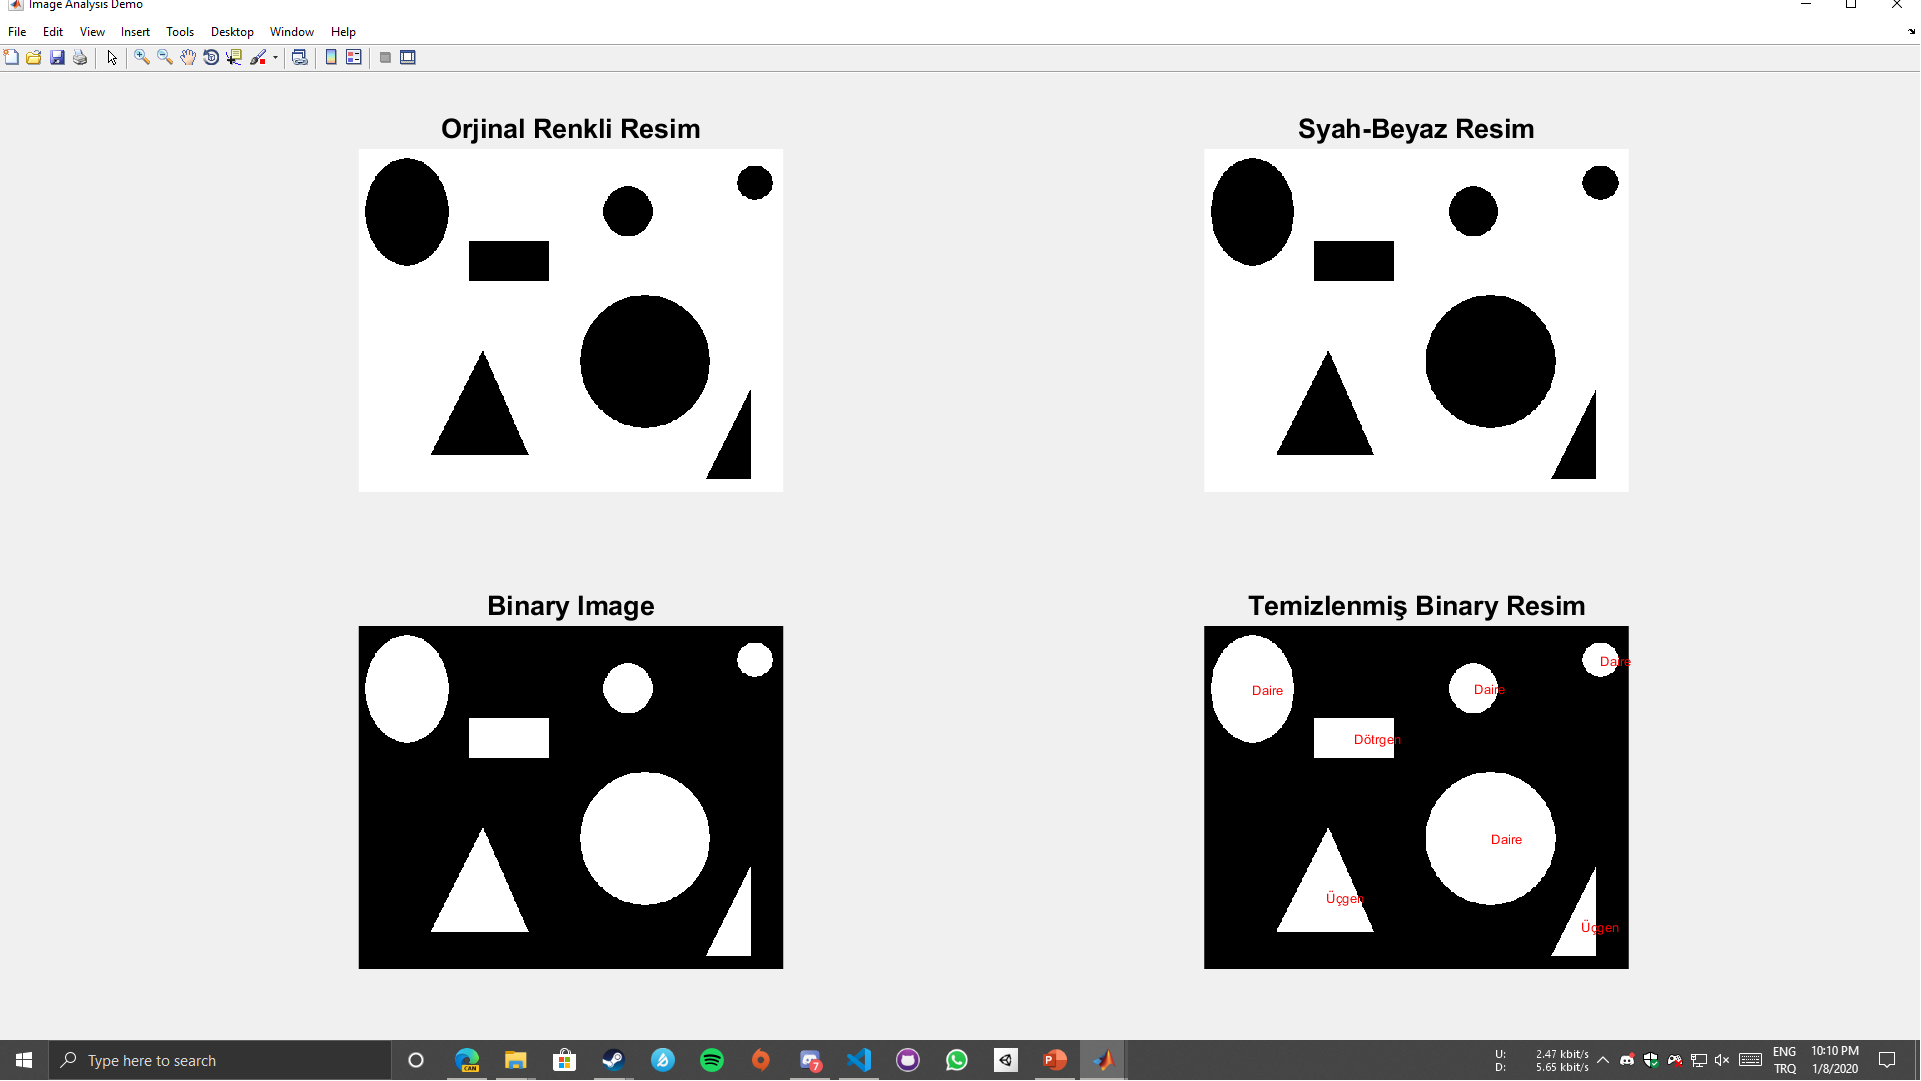 Image Analysis Demo
File Edit View Insert Tools Desktop Window Help
Orjinal Renkli Resim
Syah-Beyaz Resim
Binary Image
Temizlenmiş Binary Resim
Daire
Daire
Daire
Dötrgen
Daire
Üçgen
Üçgen
Type here to search
CAN
7
U: 2.47 kbit/s
D: 5.65 kbit/s
ENG
TRQ
10:10 PM
1/8/2020